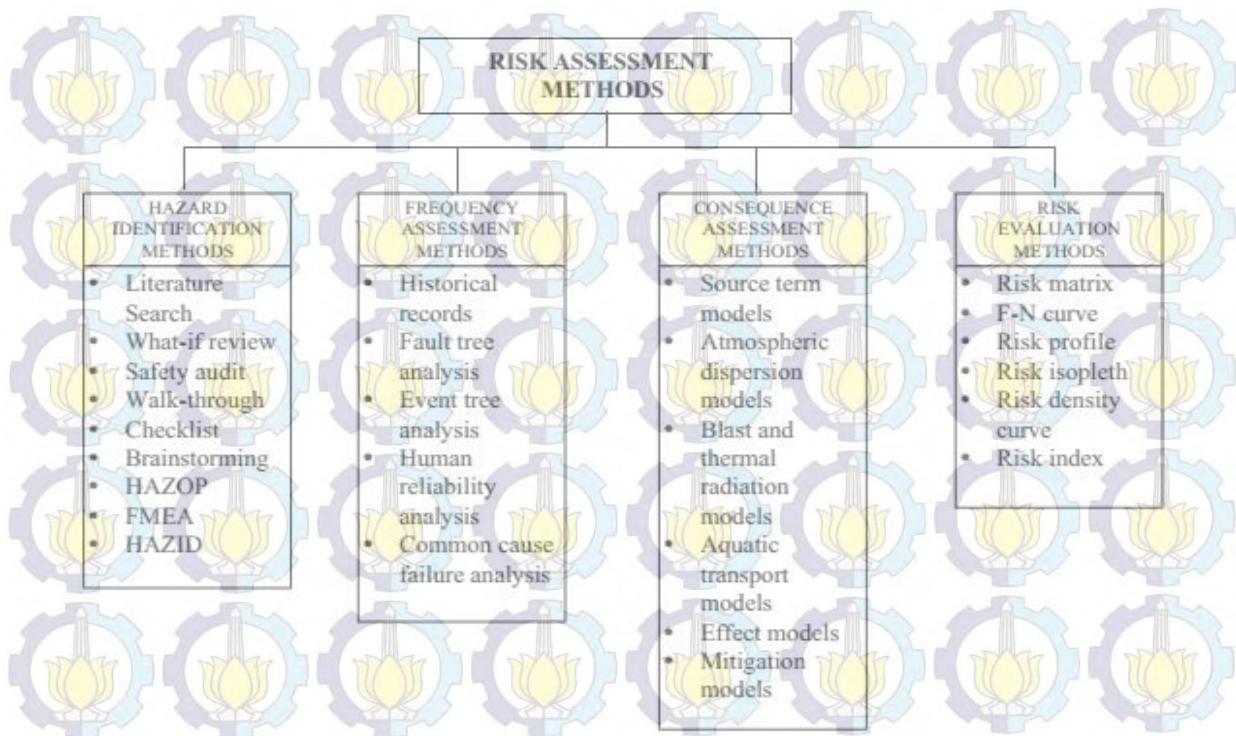 RISK ASSESSMENT
METHODS
HAZARD
IDENTIFICATION
METHODS
• Literature
Search
• What-if review
• Safety audit
• Walk-through
• Checklist
• Brainstorming
• HAZOP
• FMEA
• HAZID
FREQUENCY
ASSESSMENT
METHODS
• Historical
records
• Fault tree
analysis
• Event tree
analysis
• Human
reliability
analysis
• Common cause
failure analysis
CONSEQUENCE
ASSESSMENT
METHODS
• Source term
models
• Atmospheric
dispersion
models
• Blast and
thermal
radiation
models
• Aquatic
transport
models
• Effect models
• Mitigation
models
RISK
EVALUATION
METHODS
• Risk matrix
• F-N curve
• Risk profile
• Risk isopleth
• Risk density
curve
• Risk index